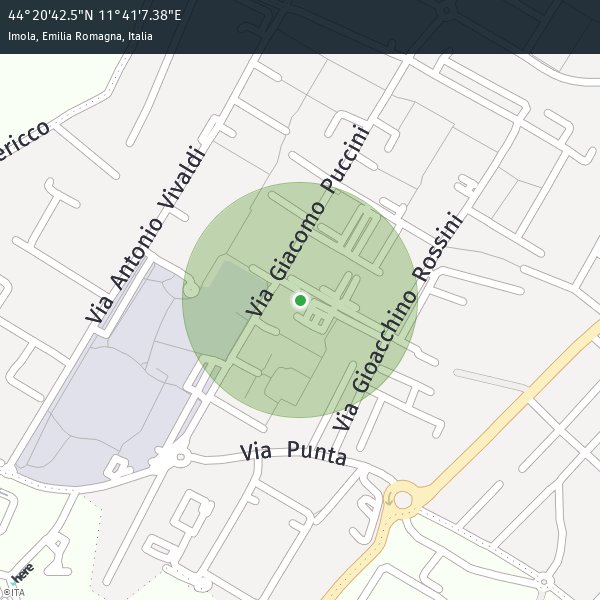 44°20'42.5"N 11°41'7.38"E
Imola, Emilia Romagna, Italia
ericco
Via Antonio Vivaldi
Via Giacomo Puccini
Via Gioacchino Rossini
Via Punta
here
©ITA